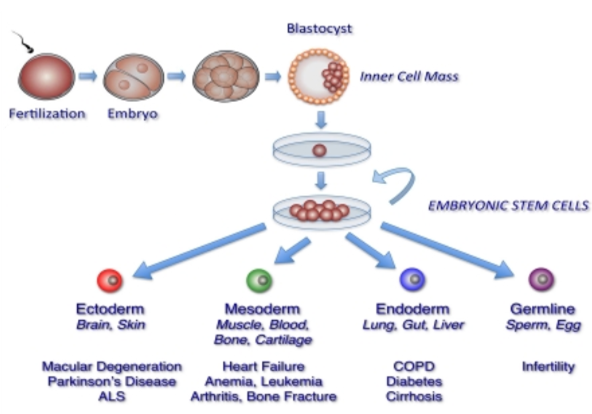 Blastocyst
Inner Cell Mass
Fertilization
Embryo
EMBRYONIC STEM CELLS
Ectoderm
Brain, Skin
Macular Degeneration
Parkinson's Disease
ALS
Mesoderm
Muscle, Blood,
Bone, Cartilage
Heart Failure
Anemia, Leukemia
Arthritis, Bone Fracture
Endoderm
Lung, Gut, Liver
COPD
Diabetes
Cirrhosis
Germline
Sperm, Egg
Infertility